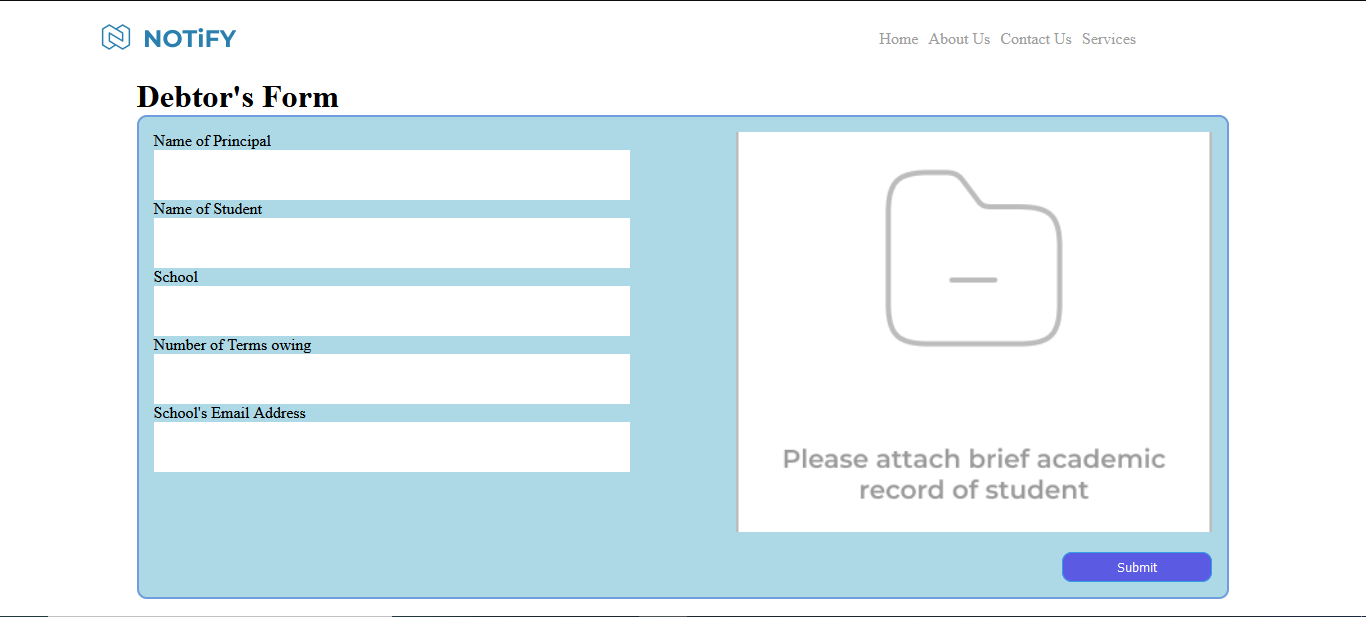 NOTiFY
Home About Us Contact Us Services
Debtor's Form
Name of Principal
Name of Student
School
Number of Terms owing
School's Email Address
Please attach brief academic
record of student
Submit